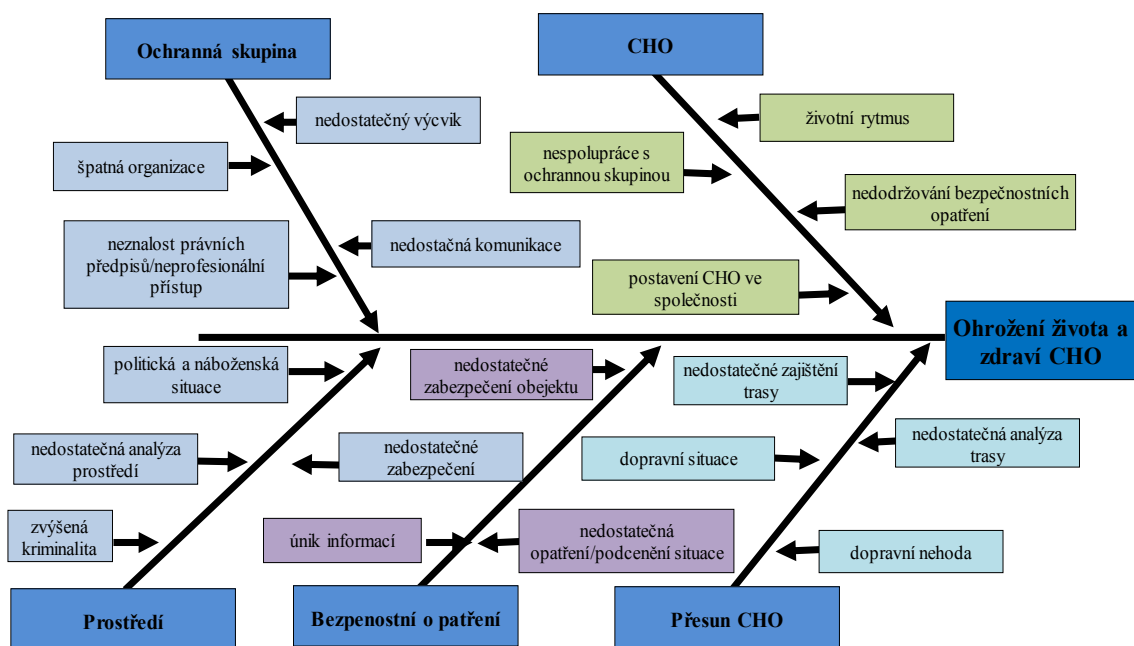 Ochranná skupina
CHO
nedostatečný výcvik
životní rytmus
špatná organizace
nespolupráce s
ochrannou skupinou
nedodržování bezpečnostních
opatření
neznalost právních
předpisů/neprofesionální
přístup
nedostačná komunikace
postavení CHO ve
společnosti
Ohrožení života a
zdraví CHO
politická a náboženská
situace
nedostatečné
zabezpečení obejektu
nedostatečné zajištění
trasy
nedostatečná analýza
prostředí
nedostatečné
zabezpečení
dopravní situace
nedostatečná analýza
trasy
zvýšená
kriminalita
únik informací
nedostatečná
opatření/podcenění situace
dopravní nehoda
Prostředí
Bezpenostní o patření
Přesun CHO